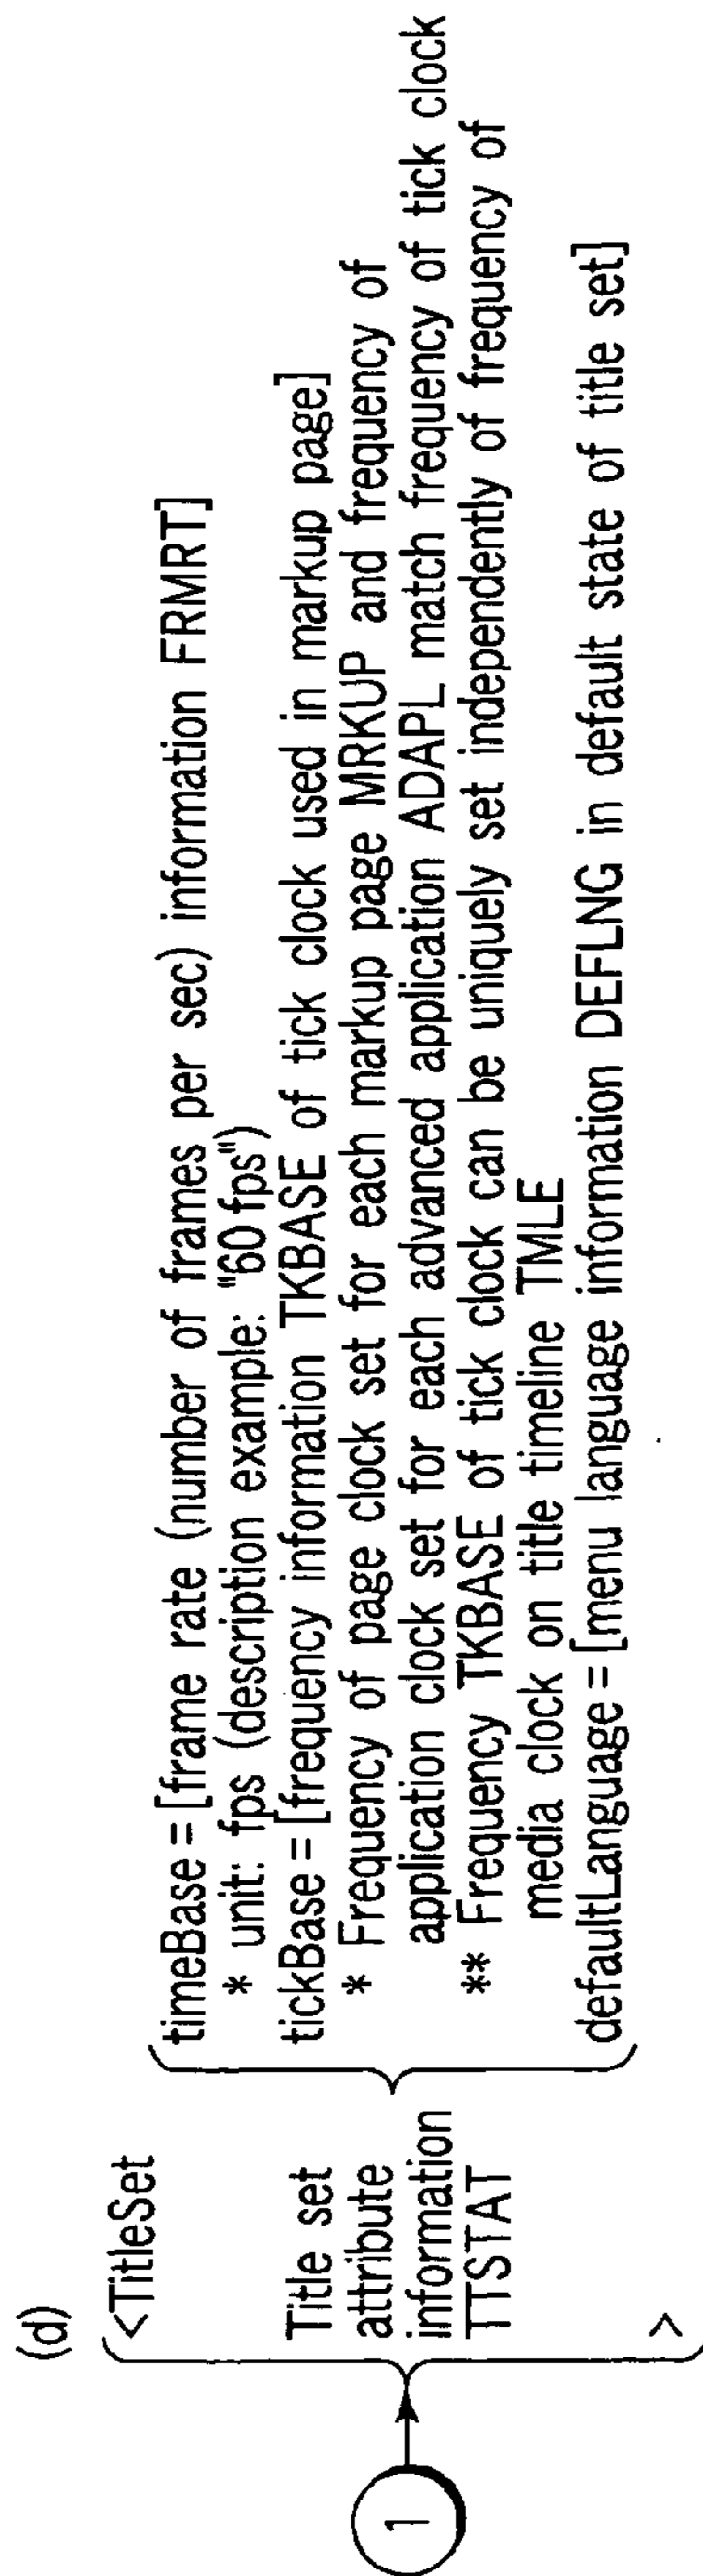 (d)
1
<TitleSet
Title set
attribute
information
TTSTAT
>
timeBase = [frame rate (number of frames per sec) information FRMRT]
* unit: fps (description example: "60 fps")
tickBase = [frequency information TKBASE of tick clock used in markup page]
* Frequency of page clock set for each markup page MRKUP and frequency of
application clock set for each advanced application ADAPL match frequency of tick clock
** Frequency TKBASE of tick clock can be uniquely set independently of frequency of
media clock on title timeline TMLE
defaultLanguage = [menu language information DEFLNG in default state of title set]